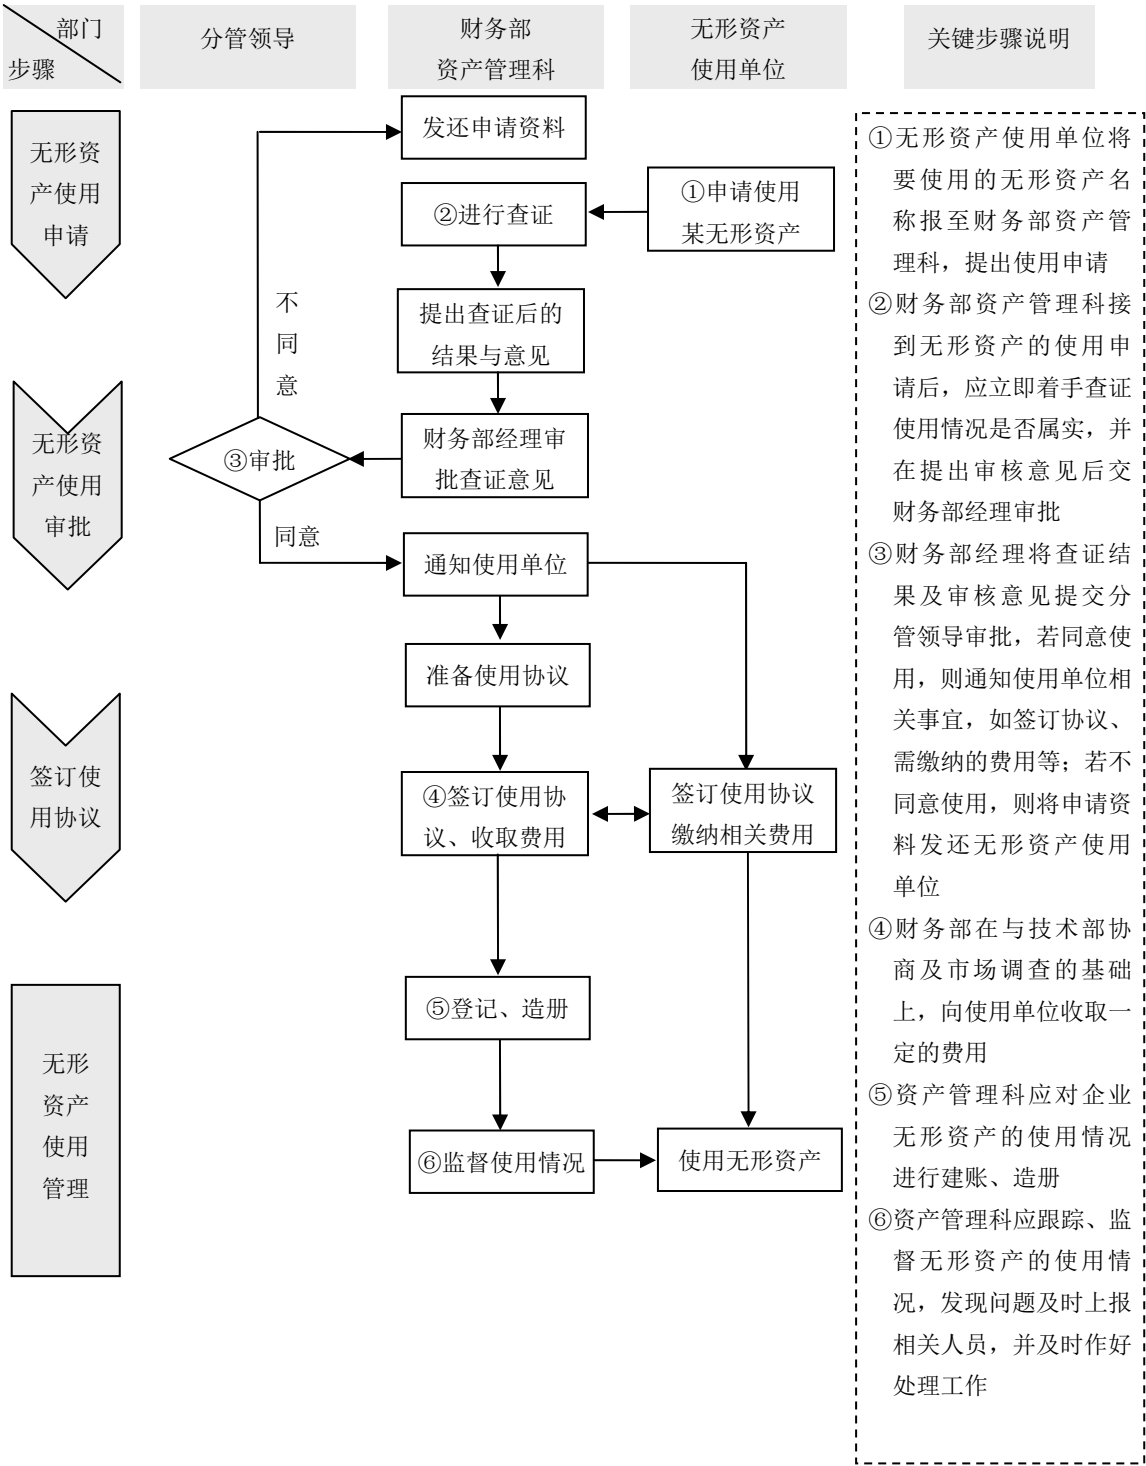 部门
步骤
分管领导
财务部
资产管理科
无形资产
使用单位
关键步骤说明
无形资
产使用
申请
发还申请资料
②进行查证
①申请使用
某无形资产
提出查证后的
结果与意见
不
同
意
无形资
产使用
审批
③审批
财务部经理审
批查证意见
同意
通知使用单位
准备使用协议
签订使
用协议
④签订使用协
议、收取费用
签订使用协议
缴纳相关费用
无形
资产
使用
管理
⑤登记、造册
⑥监督使用情况
使用无形资产
①无形资产使用单位将
要使用的无形资产名
称报至财务部资产管
理科，提出使用申请
②财务部资产管理科接
到无形资产的使用申
请后，应立即着手查证
使用情况是否属实，并
在提出审核意见后交
财务部经理审批
③财务部经理将查证结
果及审核意见提交分
管领导审批，若同意使
用，则通知使用单位相
关事宜，如签订协议、
需缴纳的费用等；若不
同意使用，则将申请资
料发还无形资产使用
单位
④财务部在与技术部协
商及市场调查的基础
上，向使用单位收取一
定的费用
⑤资产管理科应对企业
无形资产的使用情况
进行建账、造册
⑥资产管理科应跟踪、监
督无形资产的使用情
况，发现问题及时上报
相关人员，并及时作好
处理工作